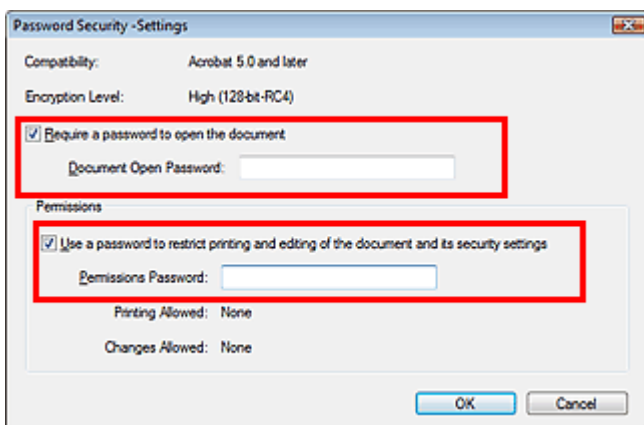 Password Security -Settings
Compatibility: Acrobat 5.0 and later
Encryption Level: High (128-bit-RC4)
Require a password to open the document
Document Open Password:
Permissions
Use a password to restrict printing and editing of the document and its security settings
Permissions Password:
Printing Allowed: None
Changes Allowed: None
OK Cancel